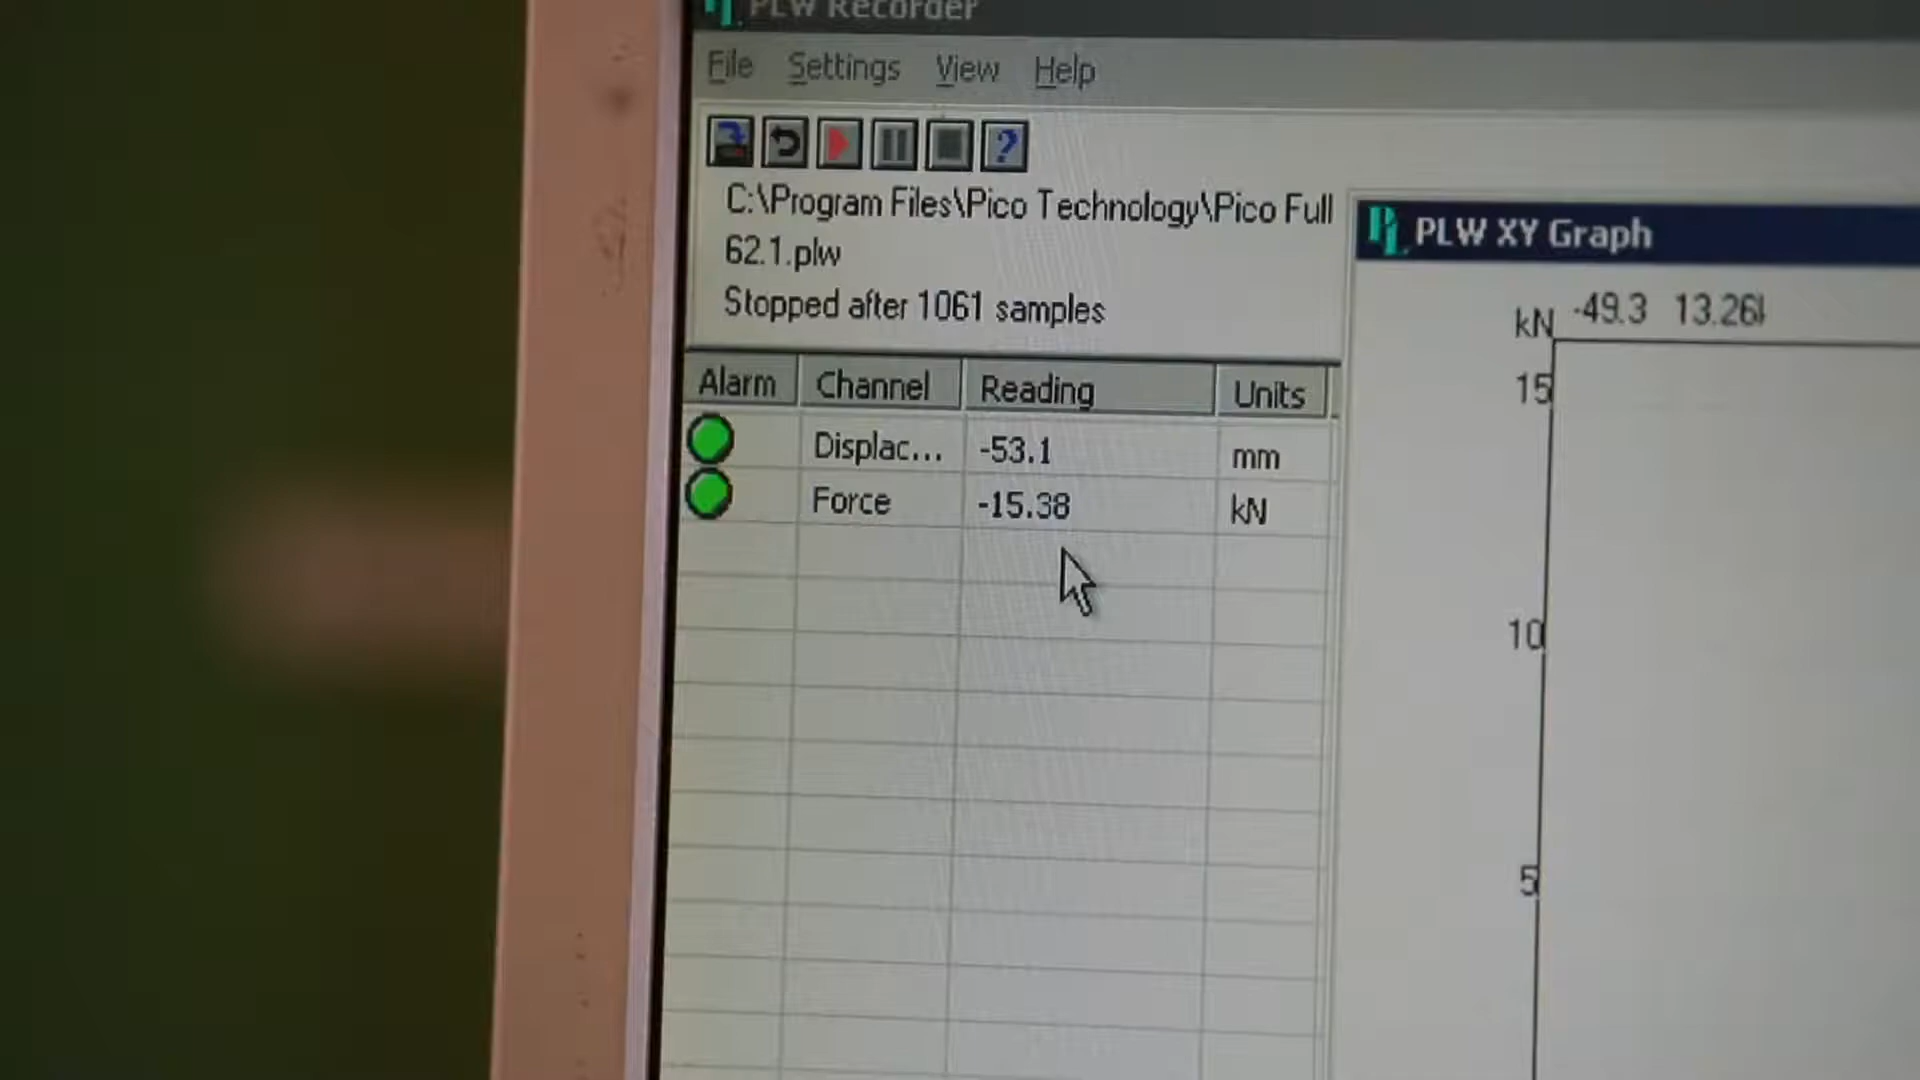 PLW Recorder
File Settings View Help
C:\Program Files\Pico Technology\Pico Full
62.1.plw
Stopped after 1061 samples
Alarm Channel Reading Units
Displac... -53.1 mm
Force -15.38 kN
PLW XY Graph
kN -49.3 13.26
15
10
5